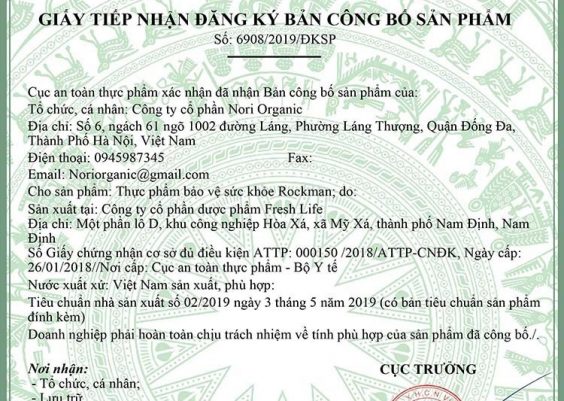 GIẤY TIẾP NHẬN ĐĂNG KÝ BẢN CÔNG BỐ SẢN PHẨM
Số: 6908/2019/ĐKSP
Cục an toàn thực phẩm xác nhận đã nhận Bản công bố sản phẩm của:
Tổ chức, cá nhân: Công ty cổ phần Nori Organic
Địa chỉ: Số 6, ngách 61 ngõ 1002 đường Láng, Phường Láng Thượng, Quận Đống Đa,
Thành Phố Hà Nội, Việt Nam
Điện thoại: 0945987345 Fax:
Email: Noriorganic@gmail.com
Cho sản phẩm: Thực phẩm bảo vệ sức khỏe Rockman; do:
Sản xuất tại: Công ty cổ phần dược phẩm Fresh Life
Địa chỉ: Một phần lô D, khu công nghiệp Hòa Xá, xã Mỹ Xá, thành phố Nam Định, Nam
Định
Số Giấy chứng nhận cơ sở đủ điều kiện ATTP: 000150 /2018/ATTP-CNĐK, Ngày cấp:
26/01/2018//Nơi cấp: Cục an toàn thực phẩm - Bộ Y tế
Nước xuất xứ: Việt Nam sản xuất, phù hợp:
Tiêu chuẩn nhà sản xuất số 02/2019 ngày 3 tháng 5 năm 2019 (có bản tiêu chuẩn sản phẩm
đính kèm)
Doanh nghiệp phải hoàn toàn chịu trách nhiệm về tính phù hợp của sản phẩm đã công bố./.
Nơi nhận: CỤC TRƯỞNG
- Tổ chức, cá nhân;
- Lưu trữ
Y.H.C.N.V